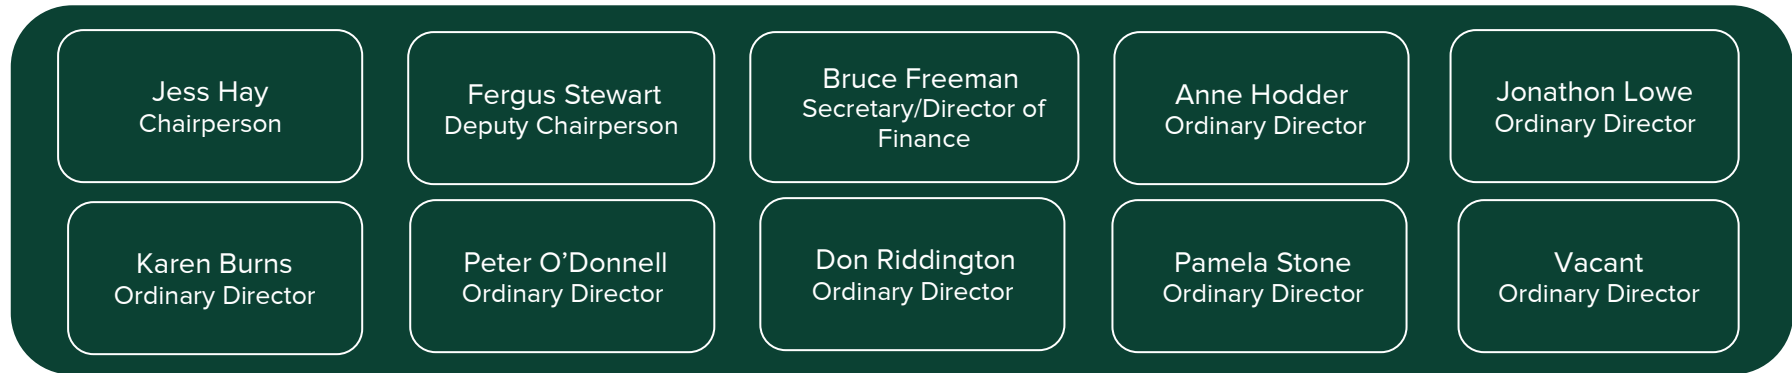 Jess Hay
Chairperson
Fergus Stewart
Deputy Chairperson
Bruce Freeman
Secretary/Director of
Finance
Anne Hodder
Ordinary Director
Jonathon Lowe
Ordinary Director
Karen Burns
Ordinary Director
Peter O’Donnell
Ordinary Director
Don Riddington
Ordinary Director
Pamela Stone
Ordinary Director
Vacant
Ordinary Director